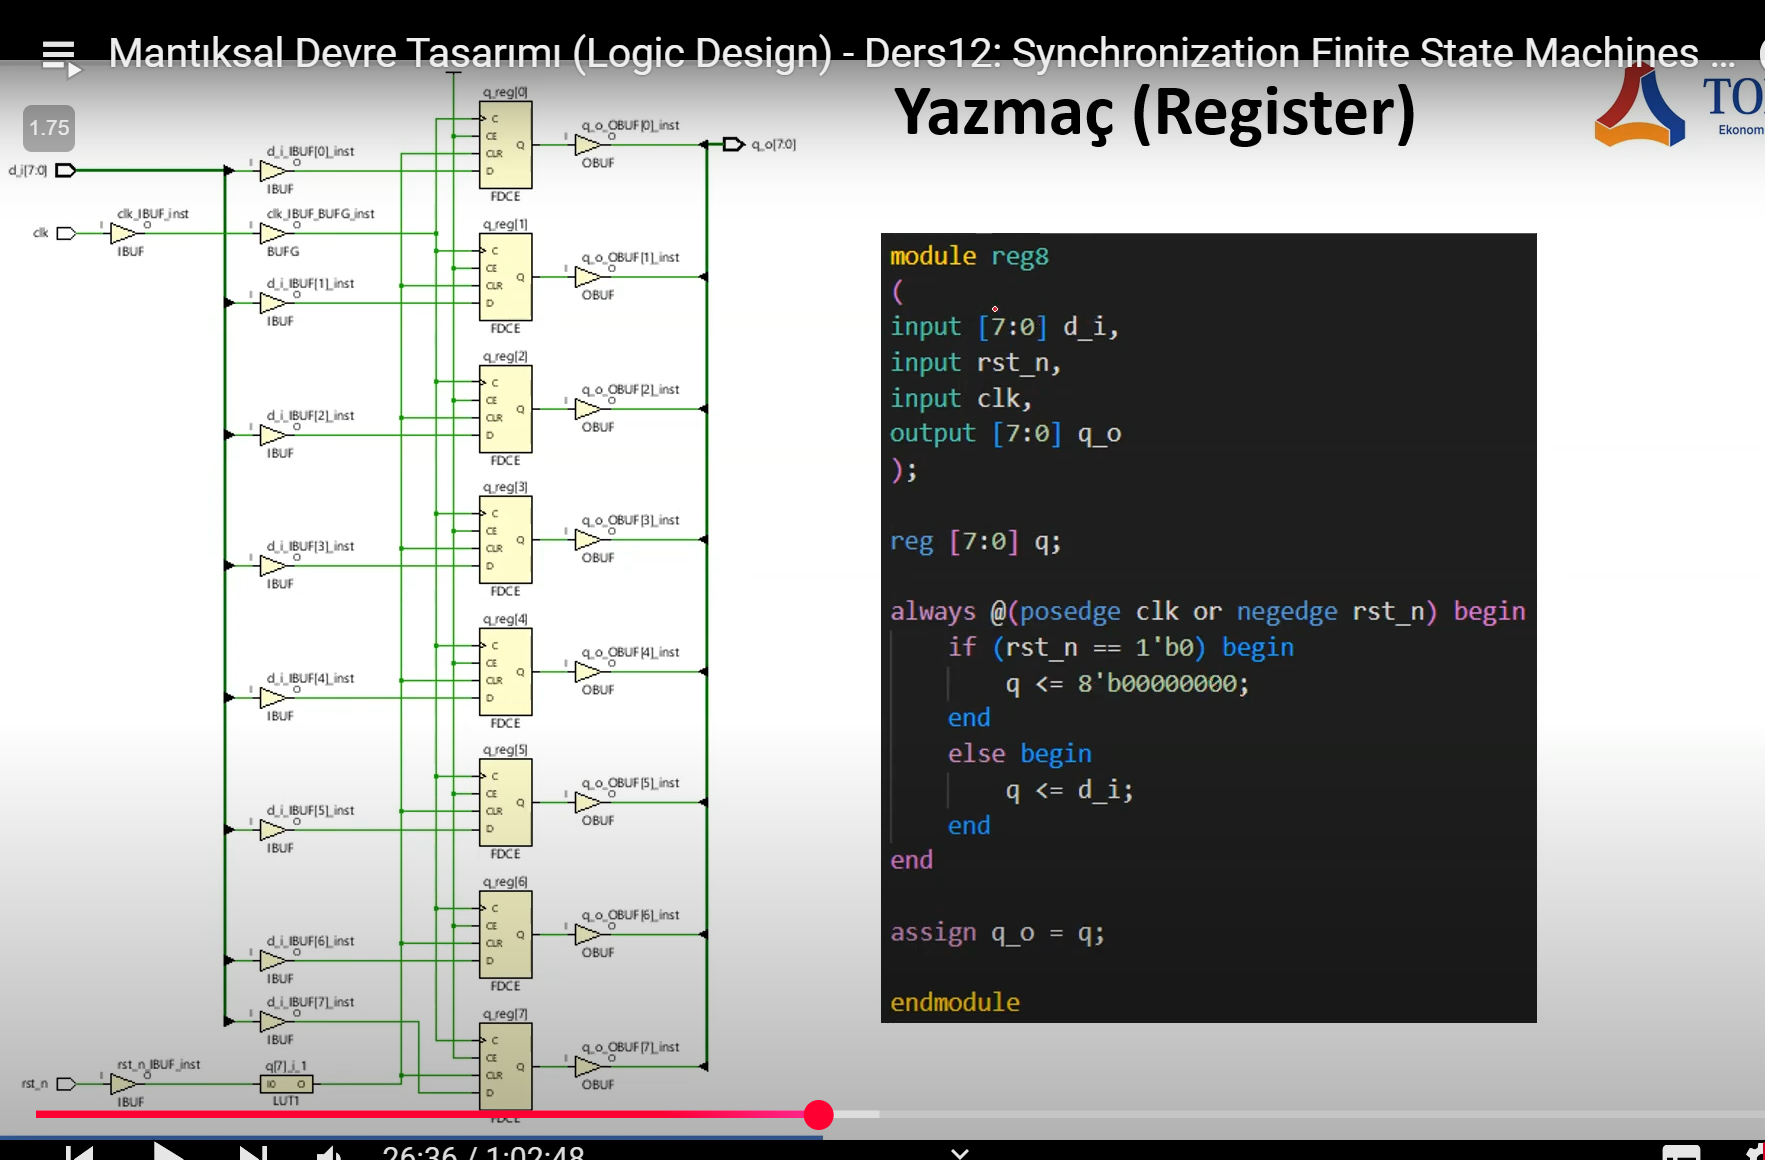 Mantıksal Devre Tasarımı (Logic Design) - Ders12: Synchronization Finite State Machines ...
1.75
Yazmaç (Register)
TO
Ekonom
d_i[7:0]
clk
rst_n
clk_IBUF_inst
I
O
IBUF
rst_n_IBUF_inst
I
O
IBUF
d_i_IBUF[0]_inst
I
O
IBUF
clk_IBUF_BUFG_inst
I
O
BUFG
d_i_IBUF[1]_inst
I
O
IBUF
d_i_IBUF[2]_inst
I
O
IBUF
d_i_IBUF[3]_inst
I
O
IBUF
d_i_IBUF[4]_inst
I
O
IBUF
d_i_IBUF[5]_inst
I
O
IBUF
d_i_IBUF[6]_inst
I
O
IBUF
d_i_IBUF[7]_inst
I
O
IBUF
q[7]_i_1
I0
O
LUT1
q_reg[0]
C
CE
CLR
D
Q
FDCE
q_reg[1]
C
CE
CLR
D
Q
FDCE
q_reg[2]
C
CE
CLR
D
Q
FDCE
q_reg[3]
C
CE
CLR
D
Q
FDCE
q_reg[4]
C
CE
CLR
D
Q
FDCE
q_reg[5]
C
CE
CLR
D
Q
FDCE
q_reg[6]
C
CE
CLR
D
Q
FDCE
q_reg[7]
C
CE
CLR
D
Q
FDCE
q_o_OBUF[0]_inst
I
O
OBUF
q_o_OBUF[1]_inst
I
O
OBUF
q_o_OBUF[2]_inst
I
O
OBUF
q_o_OBUF[3]_inst
I
O
OBUF
q_o_OBUF[4]_inst
I
O
OBUF
q_o_OBUF[5]_inst
I
O
OBUF
q_o_OBUF[6]_inst
I
O
OBUF
q_o_OBUF[7]_inst
I
O
OBUF
q_o[7:0]
module reg8
(
input [7:0] d_i,
input rst_n,
input clk,
output [7:0] q_o
);
reg [7:0] q;
always @(posedge clk or negedge rst_n) begin
if (rst_n == 1'b0) begin
q <= 8'b00000000;
end
else begin
q <= d_i;
end
end
assign q_o = q;
endmodule
26:36 / 1:02:48